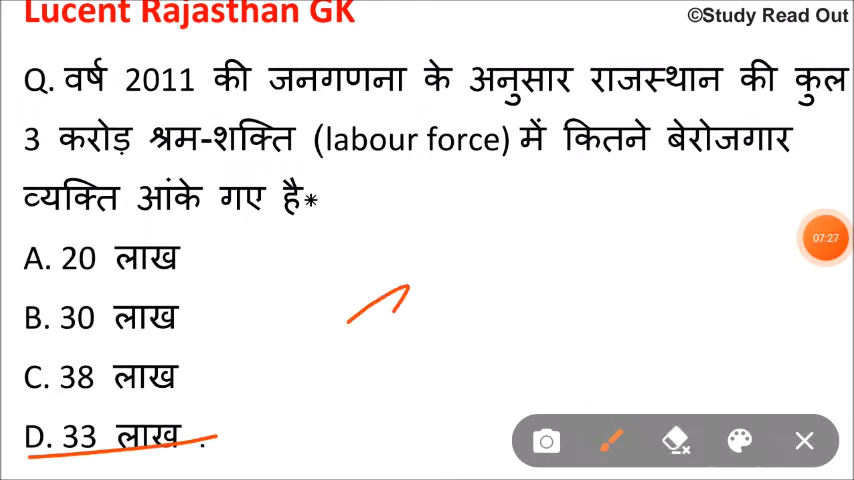 Lucent Rajasthan GK
©Study Read Out
Q. वर्ष 2011 की जनगणना के अनुसार राजस्थान की कुल
3 करोड़ श्रम-शक्ति (labour force) में कितने बेरोजगार
व्यक्ति आंके गए है*
A. 20 लाख
B. 30 लाख
C. 38 लाख
D. 33 लाख .
07:27